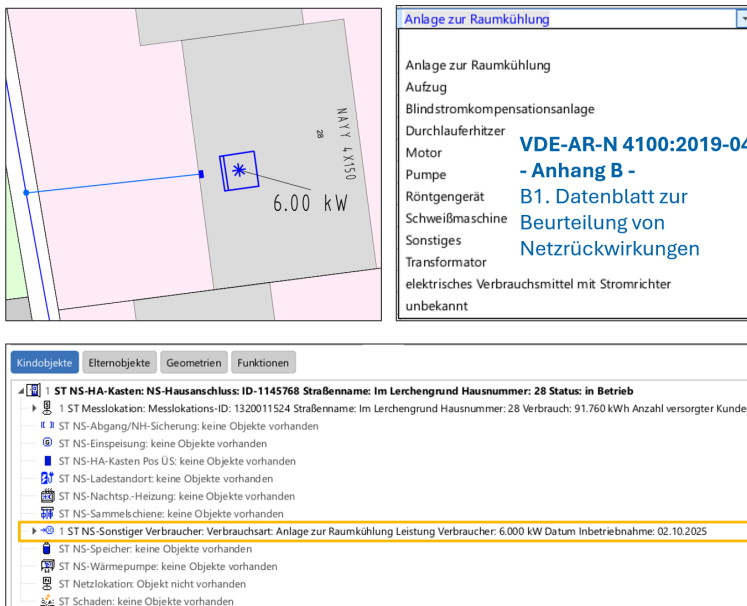 NAYY 4X150
28
6.00 kW
Anlage zur Raumkühlung
Anlage zur Raumkühlung
Aufzug
Blindstromkompensationsanlage
Durchlauferhitzer
Motor
Pumpe
Röntgengerät
Schweißmaschine
Sonstiges
Transformator
elektrisches Verbrauchsmittel mit Stromrichter
unbekannt
VDE-AR-N 4100:2019-04
- Anhang B -
B1. Datenblatt zur
Beurteilung von
Netzrückwirkungen
Kindobjekte Elternobjekte Geometrien Funktionen
1 ST NS-HA-Kasten: NS-Hausanschluss: ID-1145768 Straßenname: Im Lerchengrund Hausnummer: 28 Status: in Betrieb
1 ST Messlokation: Messlokations-ID: 1320011524 Straßenname: Im Lerchengrund Hausnummer: 28 Verbrauch: 91.760 kWh Anzahl versorgter Kunde
ST NS-Abgang/NH-Sicherung: keine Objekte vorhanden
ST NS-Einspeisung: keine Objekte vorhanden
ST NS-HA-Kasten Pos ÜS: keine Objekte vorhanden
ST NS-Ladestandort: keine Objekte vorhanden
ST NS-Nachtsp.-Heizung: keine Objekte vorhanden
ST NS-Sammelschiene: keine Objekte vorhanden
1 ST NS-Sonstiger Verbraucher: Verbrauchsart: Anlage zur Raumkühlung Leistung Verbraucher: 6.000 kW Datum Inbetriebnahme: 02.10.2025
ST NS-Speicher: keine Objekte vorhanden
ST NS-Wärmepumpe: keine Objekte vorhanden
ST Netzlokation: Objekt nicht vorhanden
ST Schaden: keine Objekte vorhanden